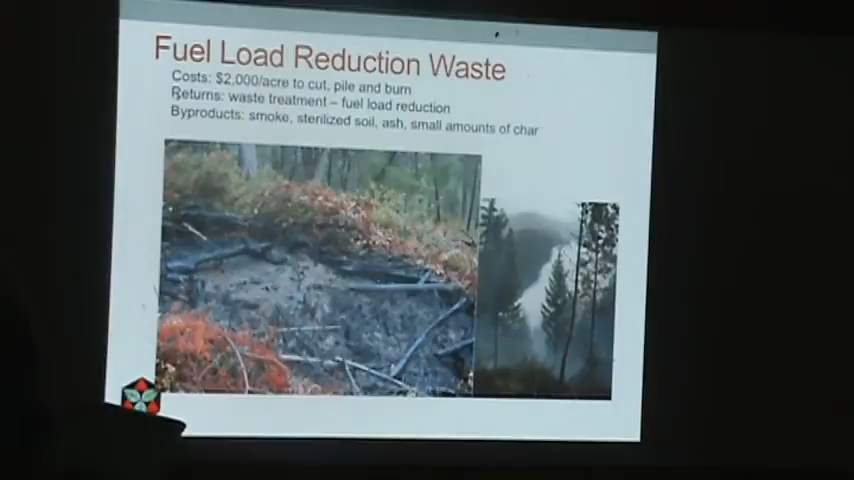 Fuel Load Reduction Waste
Costs: $2,000/acre to cut, pile and burn
Returns: waste treatment – fuel load reduction
Byproducts: smoke, sterilized soil, ash, small amounts of char